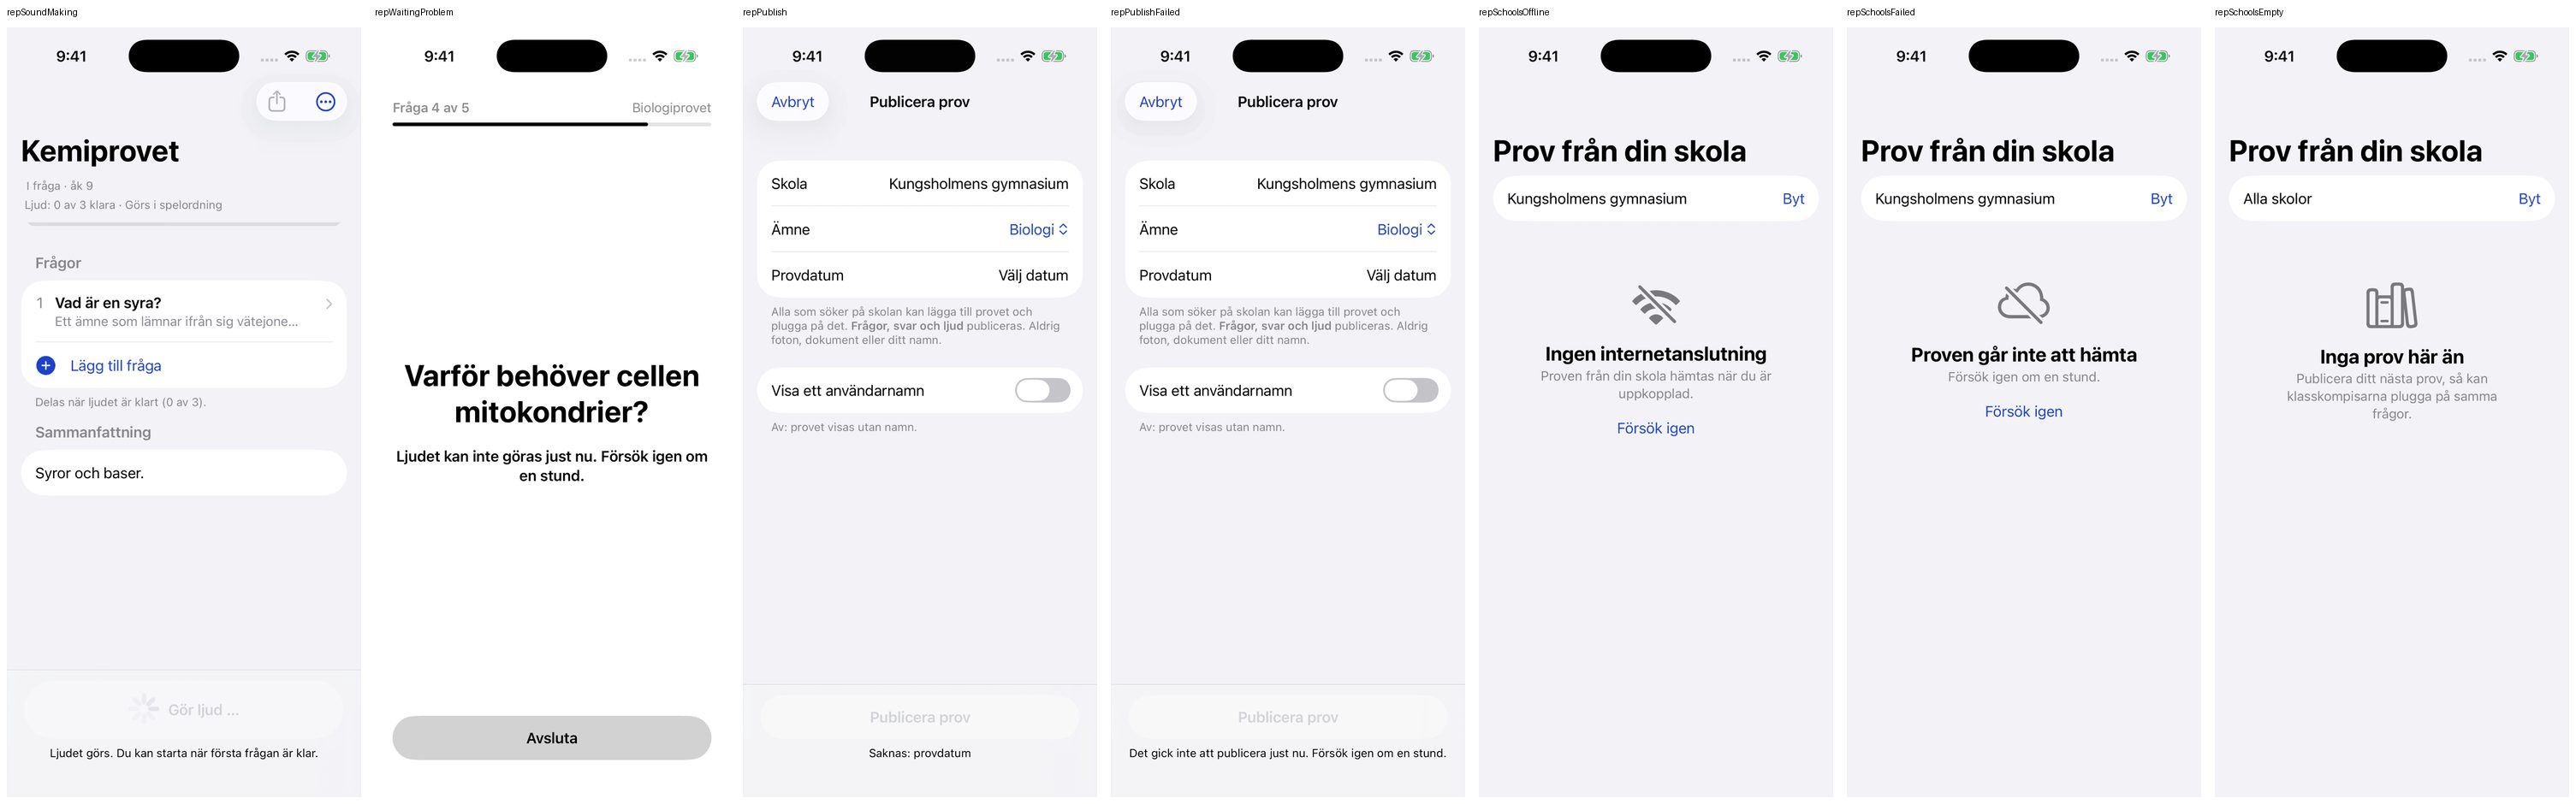 repSoundMaking
9:41
Kemiprovet
I fråga · åk 9
Ljud: 0 av 3 klara · Görs i spelordning
Frågor
1 Vad är en syra?
Ett ämne som lämnar ifrån sig vätejone...
Lägg till fråga
Delas när ljudet är klart (0 av 3).
Sammanfattning
Syror och baser.
Gör ljud ...
Ljudet görs. Du kan starta när första frågan är klar.
repWaitingProblem
9:41
Fråga 4 av 5 Biologiprovet
Varför behöver cellen
mitokondrier?
Ljudet kan inte göras just nu. Försök igen om
en stund.
Avsluta
repPublish
9:41
Avbryt Publicera prov
Skola Kungsholmens gymnasium
Ämne Biologi
Provdatum Välj datum
Alla som söker på skolan kan lägga till provet och
plugga på det. Frågor, svar och ljud publiceras. Aldrig
foton, dokument eller ditt namn.
Visa ett användarnamn
Av: provet visas utan namn.
Publicera prov
Saknas: provdatum
repPublishFailed
9:41
Avbryt Publicera prov
Skola Kungsholmens gymnasium
Ämne Biologi
Provdatum Välj datum
Alla som söker på skolan kan lägga till provet och
plugga på det. Frågor, svar och ljud publiceras. Aldrig
foton, dokument eller ditt namn.
Visa ett användarnamn
Av: provet visas utan namn.
Publicera prov
Det gick inte att publicera just nu. Försök igen om en stund.
repSchoolsOffline
9:41
Prov från din skola
Kungsholmens gymnasium Byt
Ingen internetanslutning
Proven från din skola hämtas när du är
uppkopplad.
Försök igen
repSchoolsFailed
9:41
Prov från din skola
Kungsholmens gymnasium Byt
Proven går inte att hämta
Försök igen om en stund.
Försök igen
repSchoolsEmpty
9:41
Prov från din skola
Alla skolor Byt
Inga prov här än
Publicera ditt nästa prov, så kan
klasskompisarna plugga på samma
frågor.